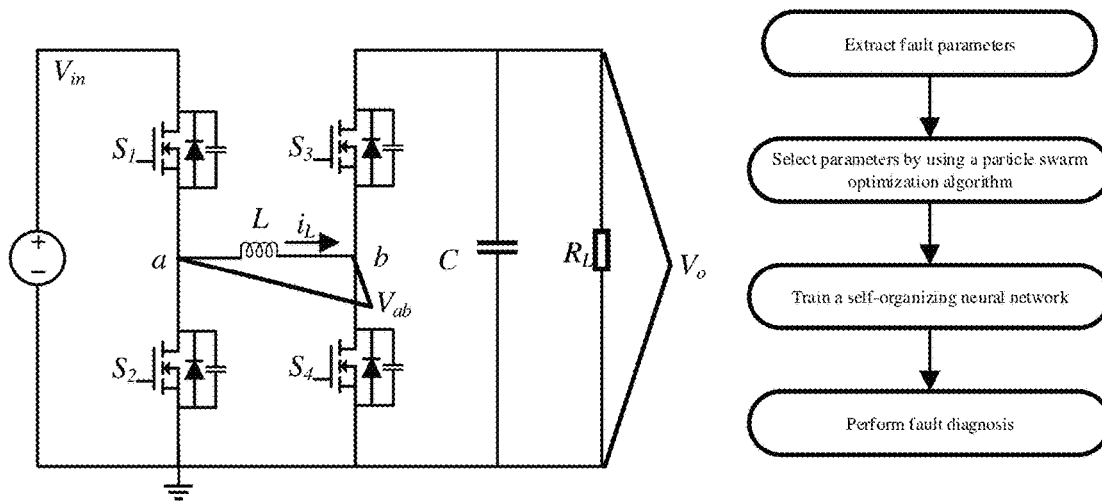 V_in
S_1
S_3
L
i_L
+
−
a
b
C
R_L
V_o
V_ab
S_2
S_4
Extract fault parameters
Select parameters by using a particle swarm
optimization algorithm
Train a self-organizing neural network
Perform fault diagnosis